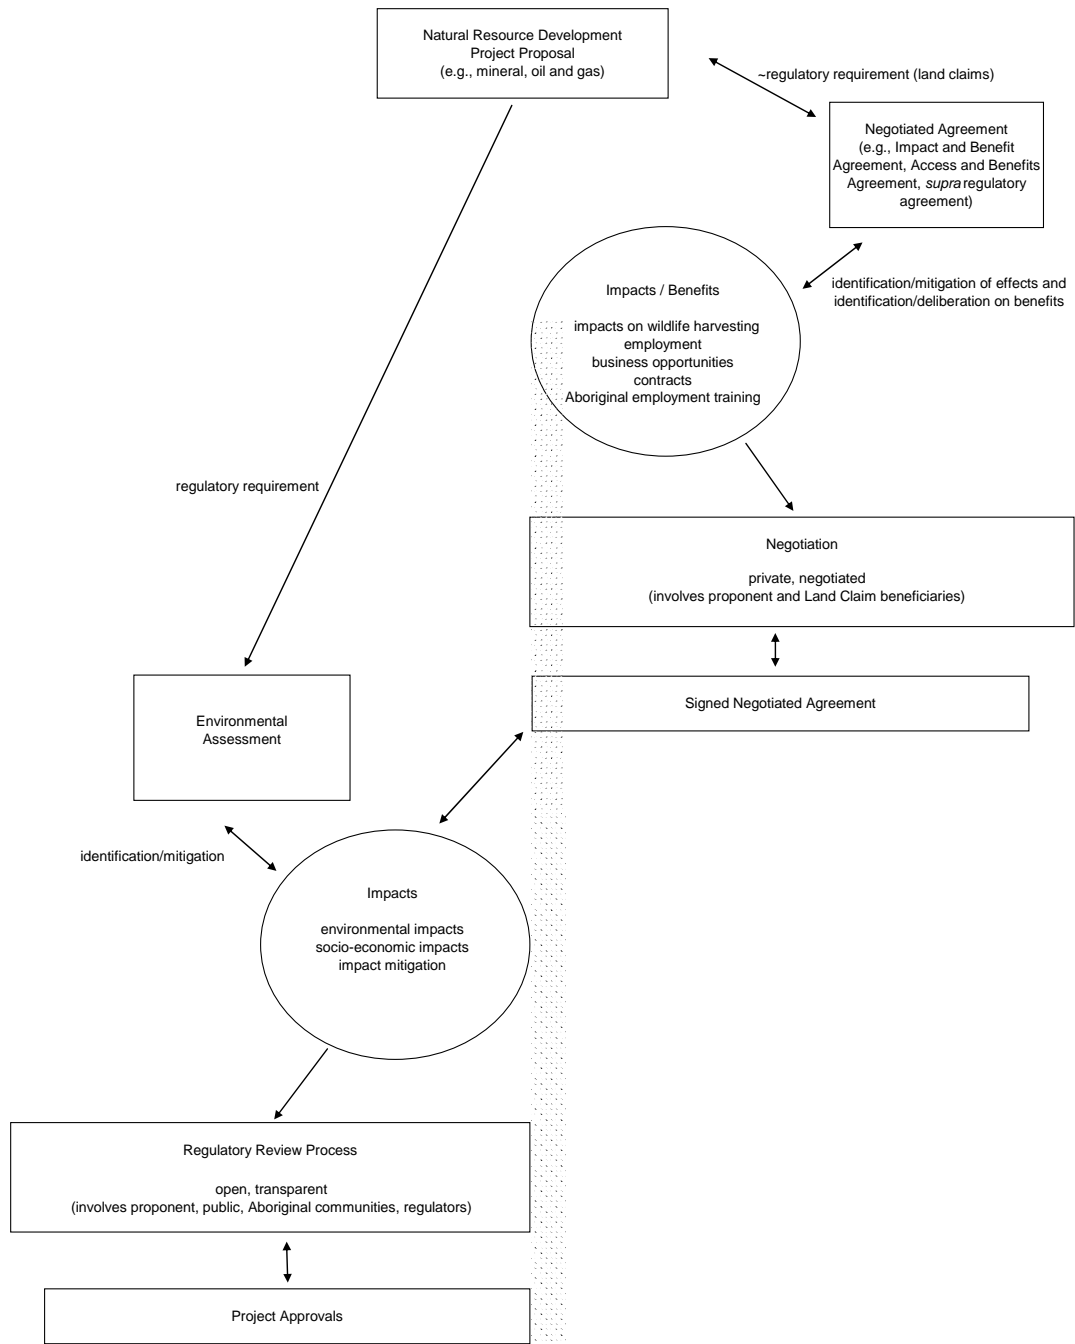 Natural Resource Development
Project Proposal
(e.g., mineral, oil and gas)
~regulatory requirement (land claims)
Negotiated Agreement
(e.g., Impact and Benefit
Agreement, Access and Benefits
Agreement, supra regulatory
agreement)
identification/mitigation of effects and
identification/deliberation on benefits
Impacts / Benefits
impacts on wildlife harvesting
employment
business opportunities
contracts
Aboriginal employment training
regulatory requirement
Negotiation
private, negotiated
(involves proponent and Land Claim beneficiaries)
Signed Negotiated Agreement
Environmental
Assessment
identification/mitigation
Impacts
environmental impacts
socio-economic impacts
impact mitigation
Regulatory Review Process
open, transparent
(involves proponent, public, Aboriginal communities, regulators)
Project Approvals